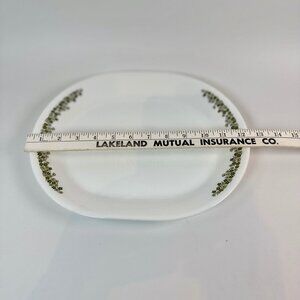 LAKELAND MUTUAL INSURANCE CO.